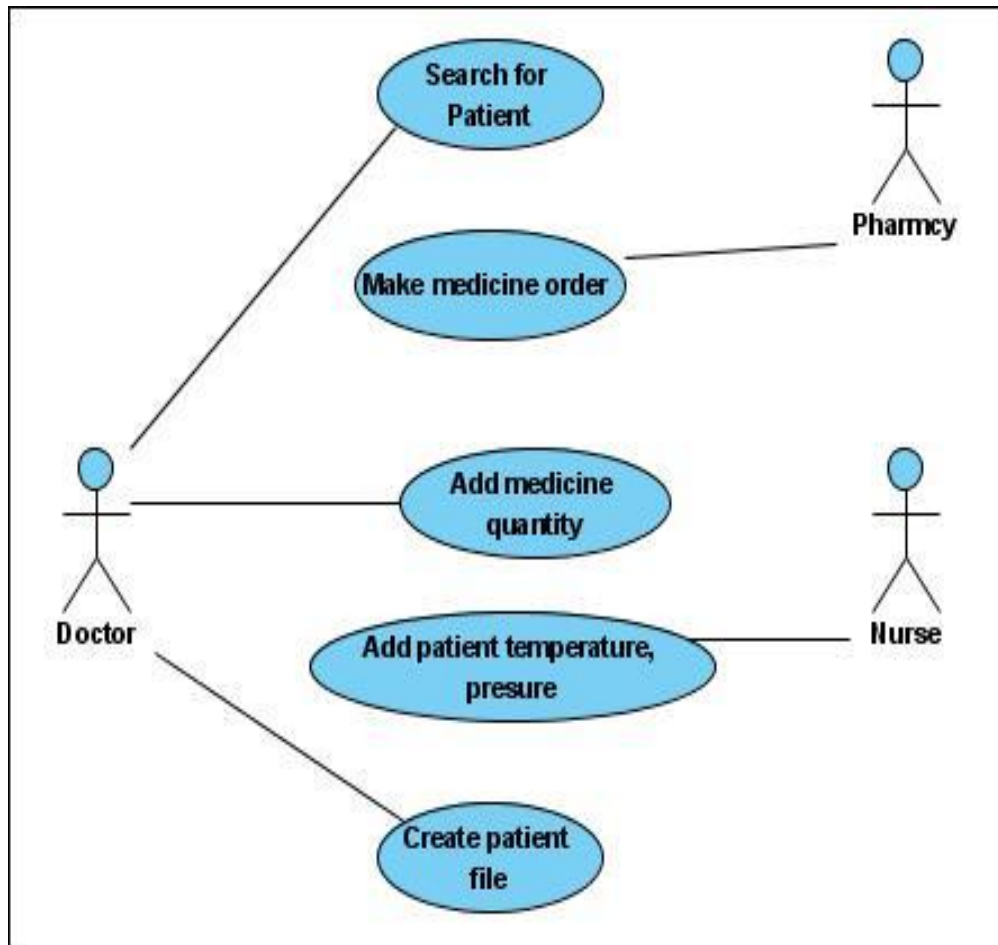 Search for
Patient
Pharmcy
Make medicine order
Add medicine
quantity
Doctor
Add patient temperature,
presure
Nurse
Create patient
file